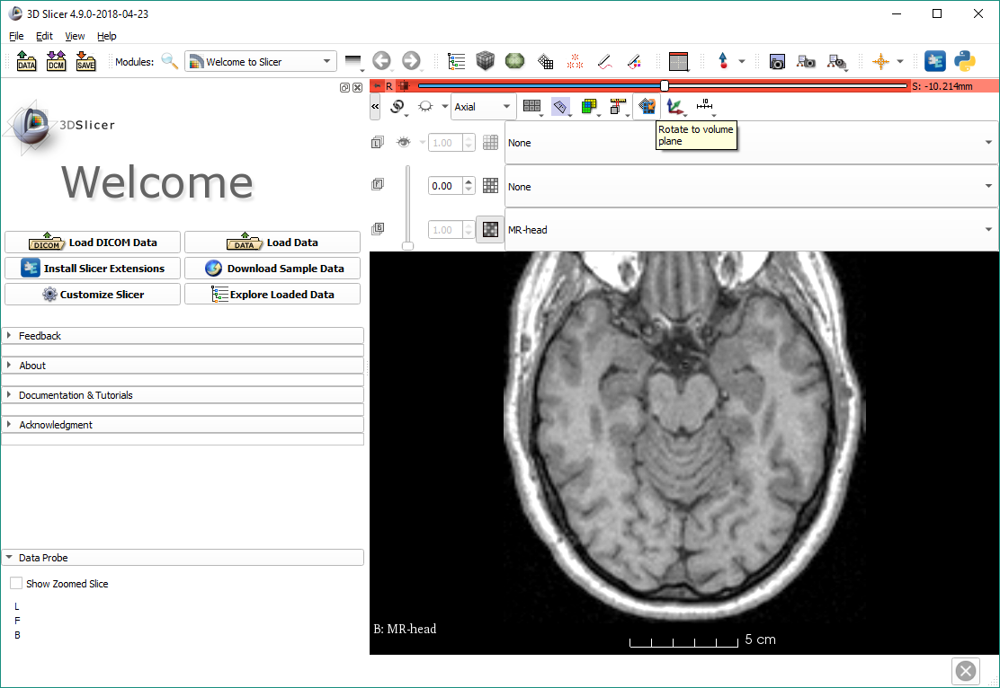 3D Slicer 4.9.0-2018-04-23
File Edit View Help
DATA DCM SAVE Modules: Welcome to Slicer
R S: -10.214mm
Axial
Rotate to volume
plane
L 1.00 None
F 0.00 None
B 1.00 MR-head
3DSlicer
Welcome
DICOM Load DICOM Data DATA Load Data
Install Slicer Extensions Download Sample Data
Customize Slicer Explore Loaded Data
Feedback
About
Documentation & Tutorials
Acknowledgment
Data Probe
Show Zoomed Slice
L
F
B
B: MR-head
5 cm